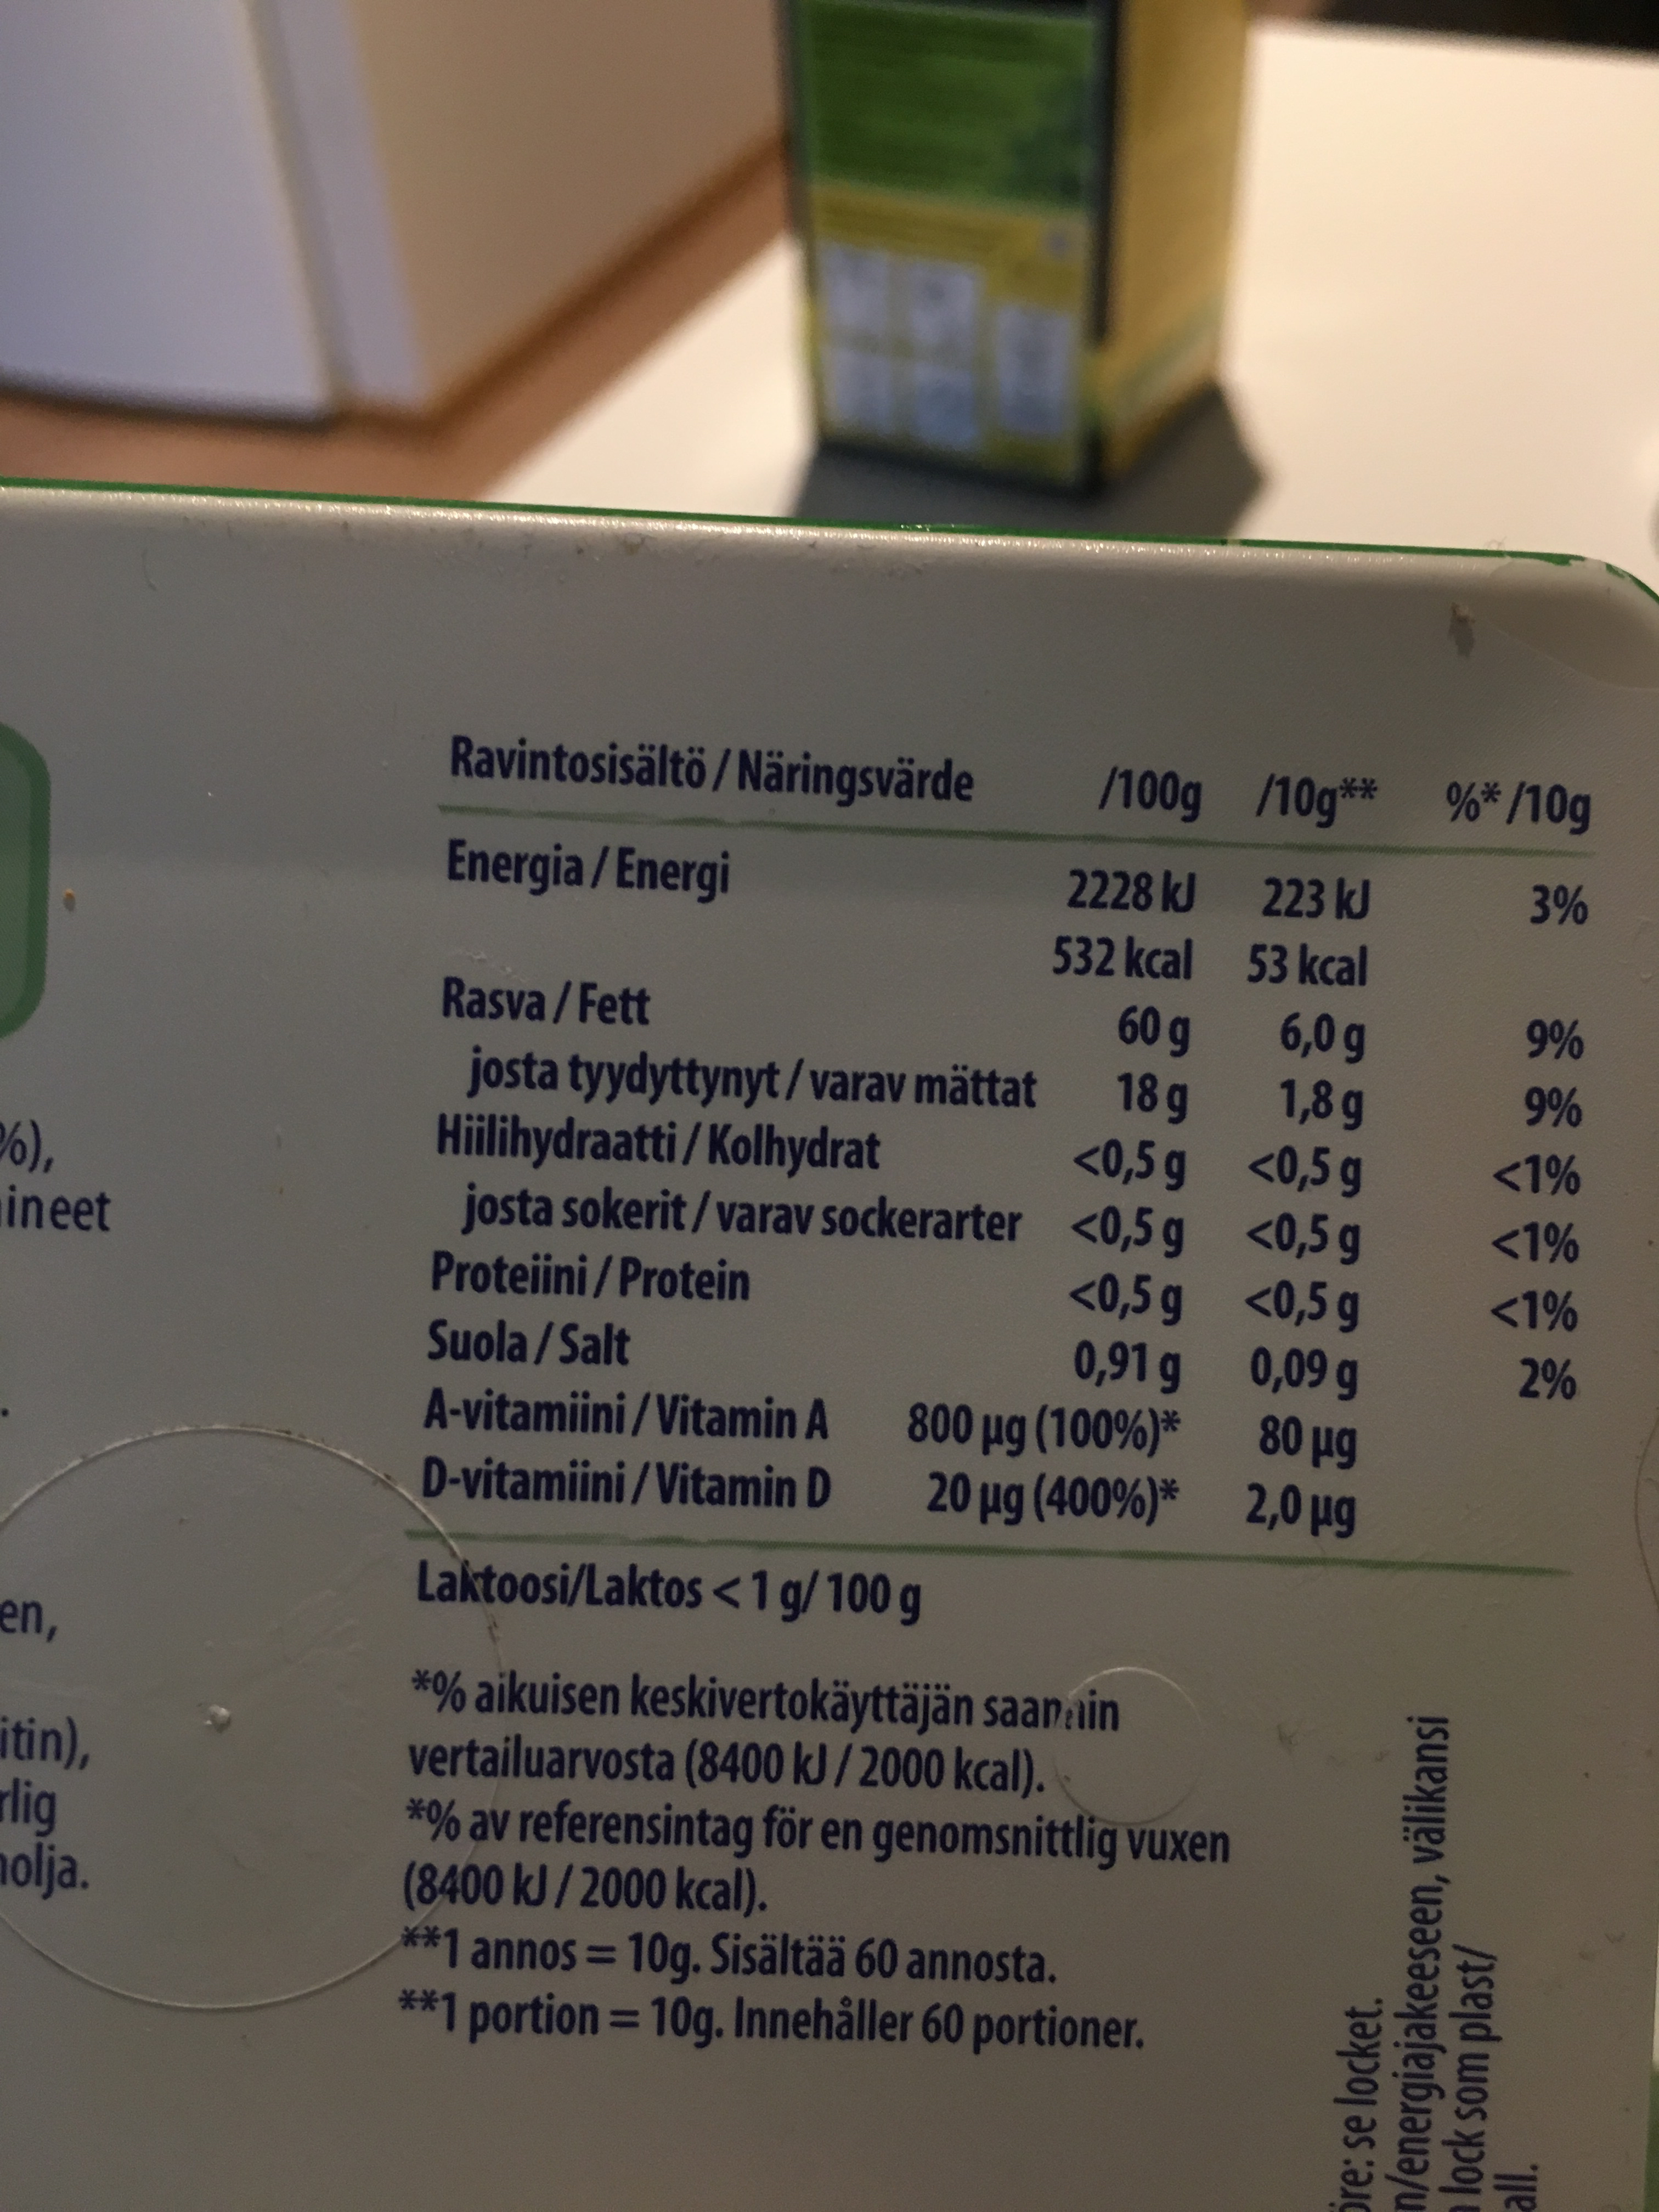 Ravintosisältö / Näringsvärde /100g /10g** %* /10g
Energia / Energi 2228 kJ 223 kJ 3%
532 kcal 53 kcal
Rasva / Fett 60 g 6,0 g 9%
josta tyydyttynyt / varav mättat 18 g 1,8 g 9%
Hiilihydraatti / Kolhydrat <0,5 g <0,5 g <1%
josta sokerit / varav sockerarter <0,5 g <0,5 g <1%
Proteiini / Protein <0,5 g <0,5 g <1%
Suola / Salt 0,91 g 0,09 g 2%
A-vitamiini / Vitamin A 800 µg (100%)* 80 µg
D-vitamiini / Vitamin D 20 µg (400%)* 2,0 µg
Laktoosi/Laktos < 1 g/ 100 g
*% aikuisen keskivertokäyttäjän saannin
vertailuarvosta (8400 kJ / 2000 kcal).
*% av referensintag för en genomsnittlig vuxen
(8400 kJ / 2000 kcal).
**1 annos = 10g. Sisältää 60 annosta.
**1 portion = 10g. Innehåller 60 portioner.
%),
ineet
en,
itin),
rlig
olja.
öre: se locket.
n/energiajakeeseen, välikansi
lock som plast/
all.